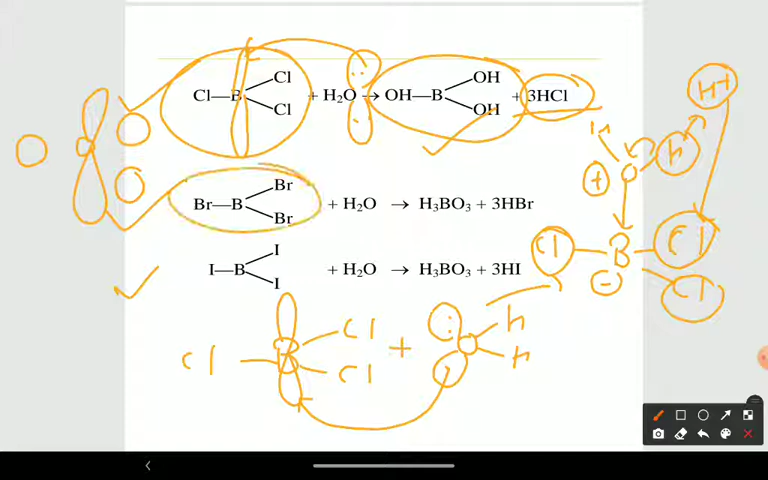 Cl—B Cl Cl + H2O → OH—B OH OH + 3HCl
Br—B Br Br + H2O → H3BO3 + 3HBr
I—B I I + H2O → H3BO3 + 3HI
H
H
O
+
Cl B Cl
−
Cl
Cl Cl + H
Cl H